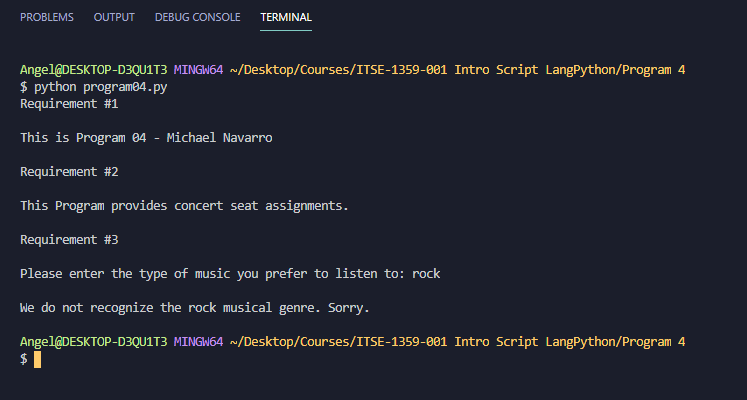 PROBLEMS OUTPUT DEBUG CONSOLE TERMINAL
Angel@DESKTOP-D3QU1T3 MINGW64 ~/Desktop/Courses/ITSE-1359-001 Intro Script LangPython/Program 4
$ python program04.py
Requirement #1
This is Program 04 - Michael Navarro
Requirement #2
This Program provides concert seat assignments.
Requirement #3
Please enter the type of music you prefer to listen to: rock
We do not recognize the rock musical genre. Sorry.
Angel@DESKTOP-D3QU1T3 MINGW64 ~/Desktop/Courses/ITSE-1359-001 Intro Script LangPython/Program 4
$